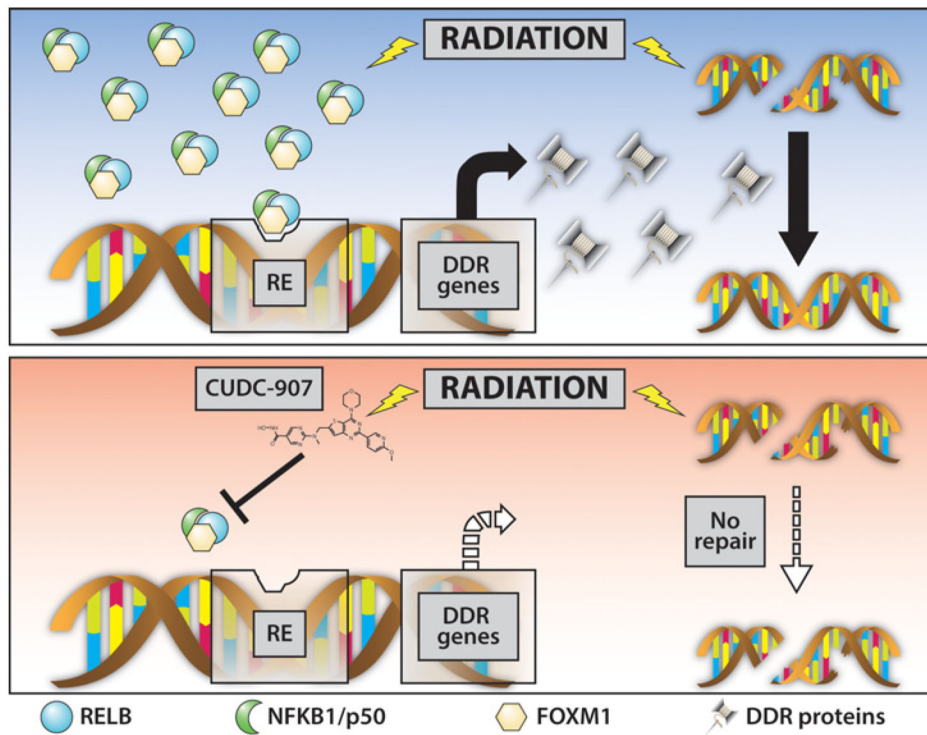 RADIATION
RE
DDR
genes
CUDC-907
RADIATION
No
repair
RE
DDR
genes
RELB
NFKB1/p50
FOXM1
DDR proteins